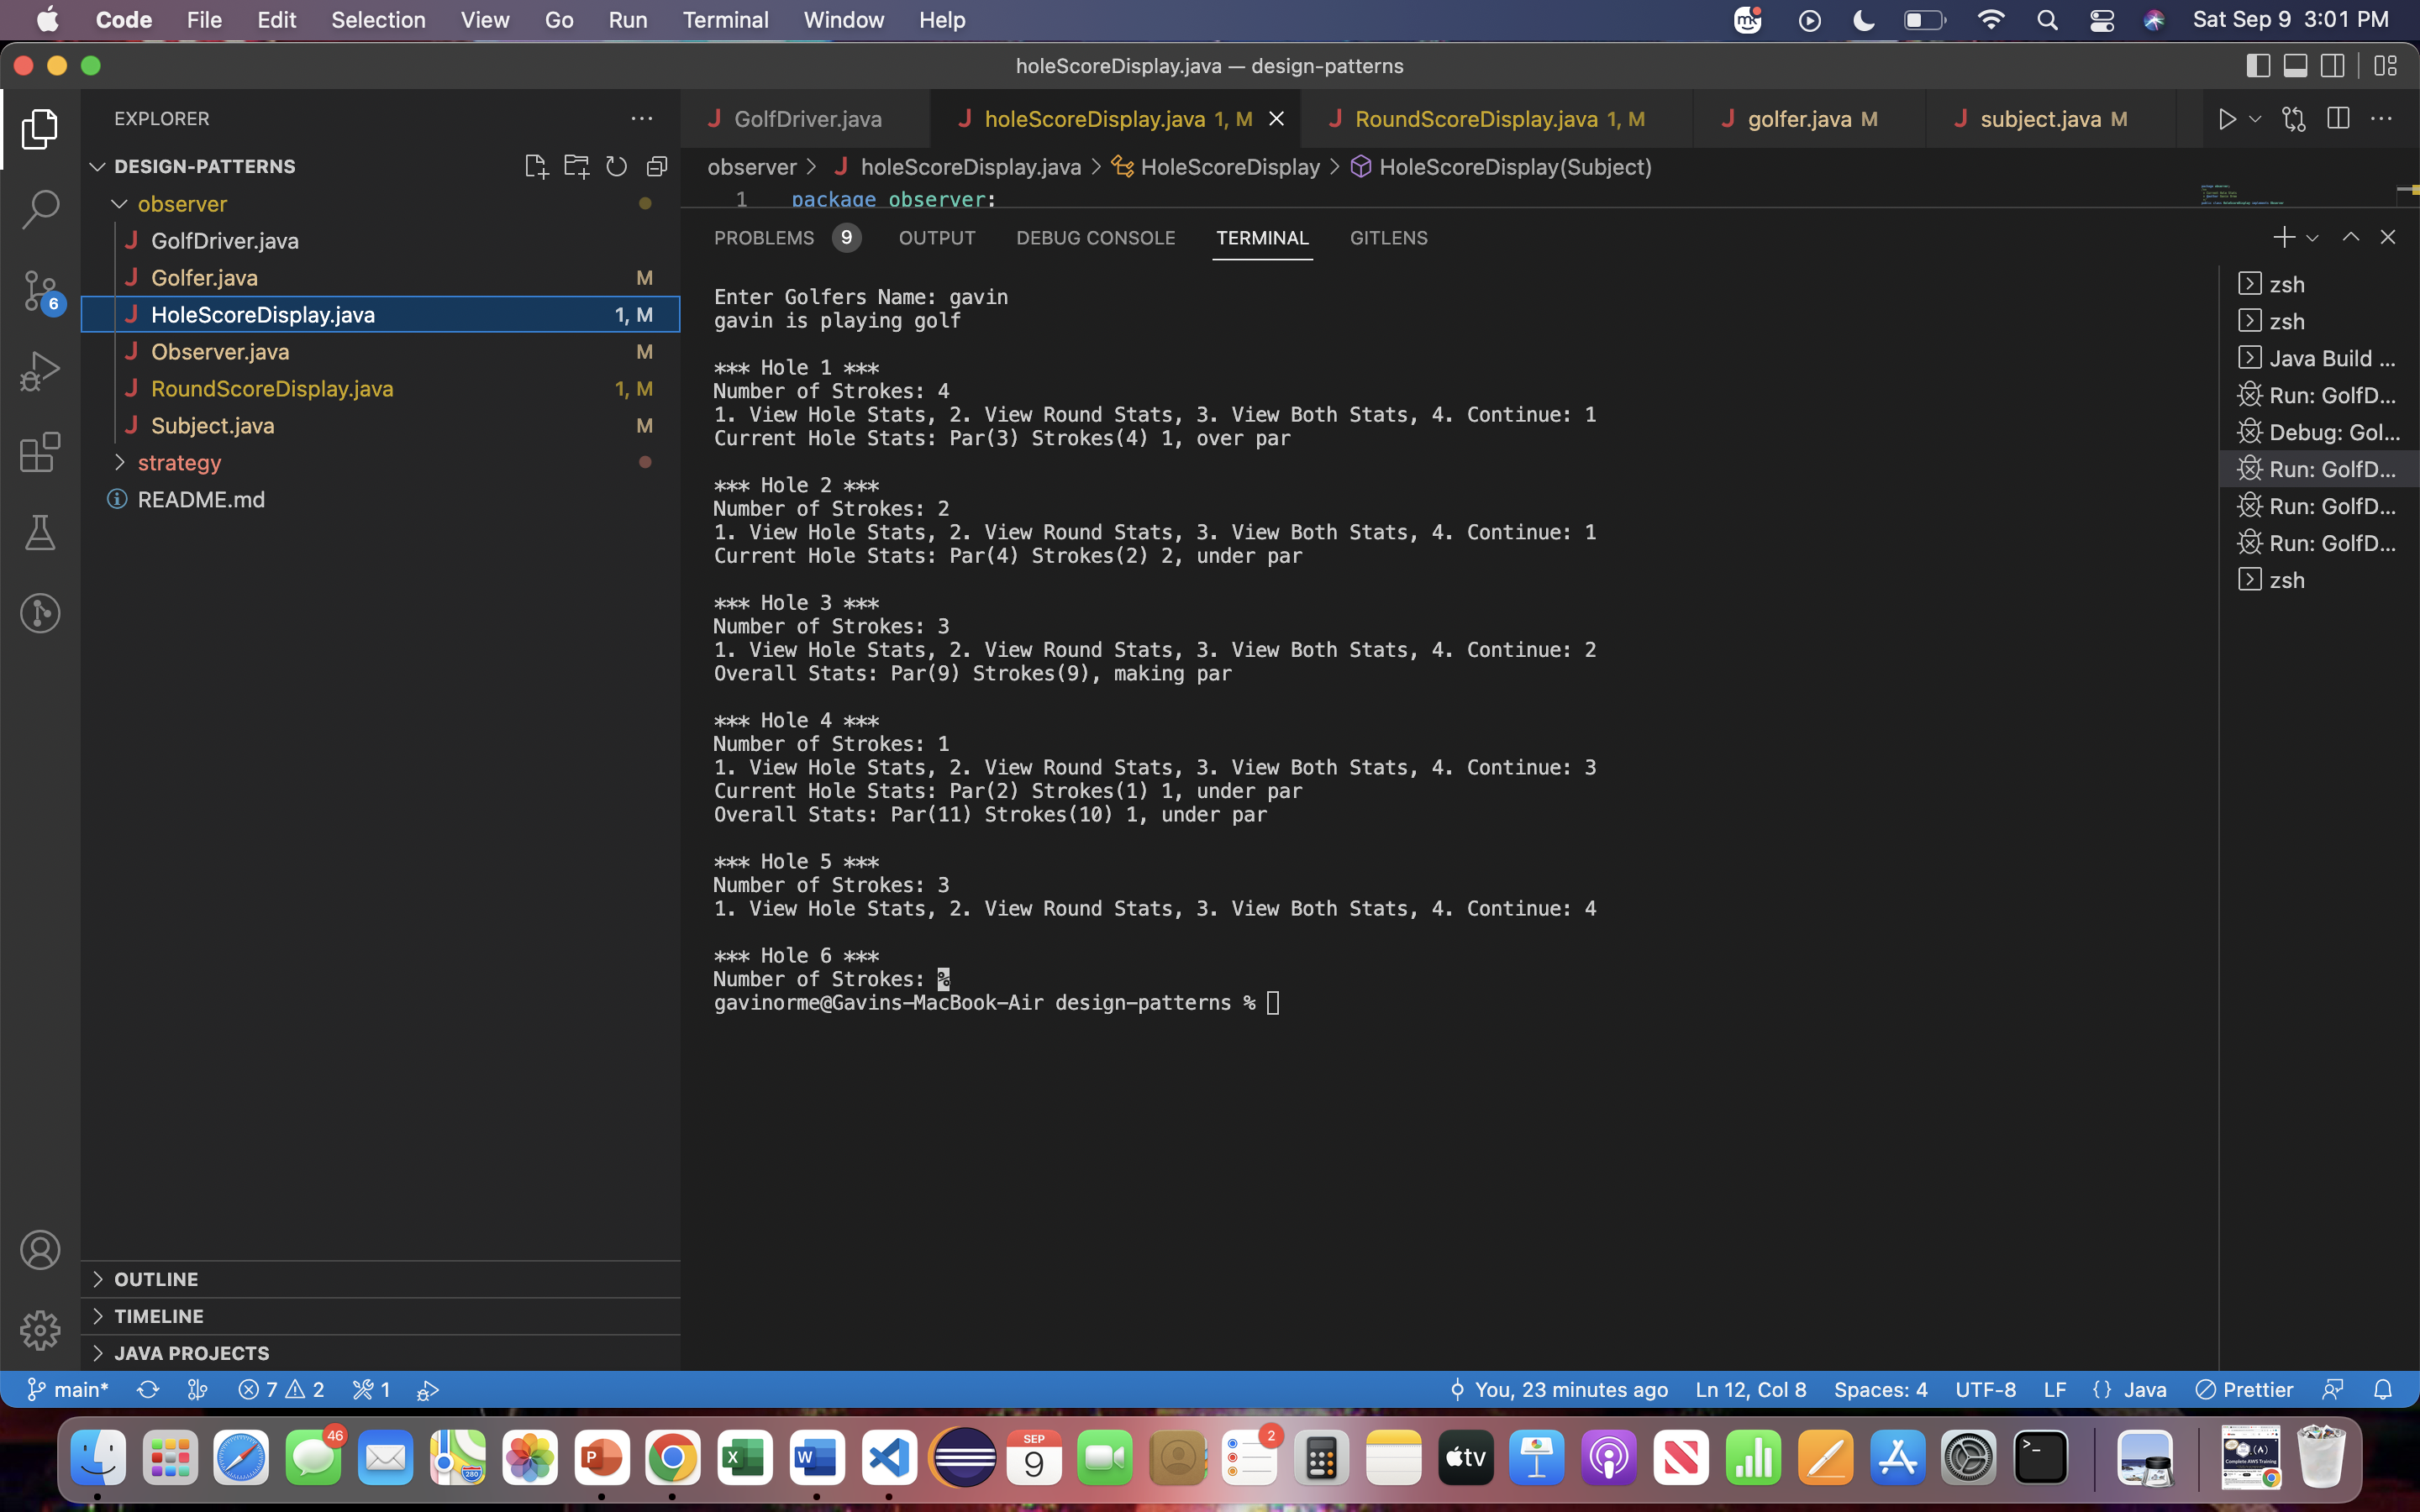 Code File Edit Selection View Go Run Terminal Window Help
Sat Sep 9 3:01 PM
holeScoreDisplay.java — design-patterns
EXPLORER
DESIGN-PATTERNS
observer
GolfDriver.java
Golfer.java M
HoleScoreDisplay.java 1, M
Observer.java M
RoundScoreDisplay.java 1, M
Subject.java M
strategy
README.md
OUTLINE
TIMELINE
JAVA PROJECTS
6
GolfDriver.java holeScoreDisplay.java 1, M RoundScoreDisplay.java 1, M golfer.java M subject.java M
observer > holeScoreDisplay.java > HoleScoreDisplay > HoleScoreDisplay(Subject)
1 package observer;
PROBLEMS 9 OUTPUT DEBUG CONSOLE TERMINAL GITLENS
Enter Golfers Name: gavin
gavin is playing golf
*** Hole 1 ***
Number of Strokes: 4
1. View Hole Stats, 2. View Round Stats, 3. View Both Stats, 4. Continue: 1
Current Hole Stats: Par(3) Strokes(4) 1, over par
*** Hole 2 ***
Number of Strokes: 2
1. View Hole Stats, 2. View Round Stats, 3. View Both Stats, 4. Continue: 1
Current Hole Stats: Par(4) Strokes(2) 2, under par
*** Hole 3 ***
Number of Strokes: 3
1. View Hole Stats, 2. View Round Stats, 3. View Both Stats, 4. Continue: 2
Overall Stats: Par(9) Strokes(9), making par
*** Hole 4 ***
Number of Strokes: 1
1. View Hole Stats, 2. View Round Stats, 3. View Both Stats, 4. Continue: 3
Current Hole Stats: Par(2) Strokes(1) 1, under par
Overall Stats: Par(11) Strokes(10) 1, under par
*** Hole 5 ***
Number of Strokes: 3
1. View Hole Stats, 2. View Round Stats, 3. View Both Stats, 4. Continue: 4
*** Hole 6 ***
Number of Strokes: %
gavinorme@Gavins-MacBook-Air design-patterns %
zsh
zsh
Java Build ...
Run: GolfD...
Debug: Gol...
Run: GolfD...
Run: GolfD...
Run: GolfD...
zsh
main* 7 2 1
You, 23 minutes ago Ln 12, Col 8 Spaces: 4 UTF-8 LF {} Java Prettier
46
280
SEP
9
2
tv